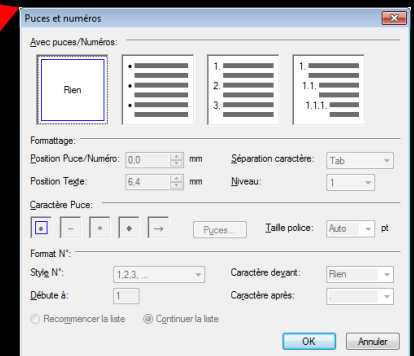 Puces et numéros
Avec puces/Numéros:
Rien
1.
2.
3.
1.
1.1.
1.1.1.
Formattage:
Position Puce/Numéro: 0,0 mm Séparation caractère: Tab
Position Texte: 6,4 mm Niveau: 1
Caractère Puce:
Puces... Taille police: Auto pt
Format N°:
Style N°: 1,2,3, ... Caractère devant: Rien
Débute à: 1 Caractère après: .
Recommencer la liste Continuer la liste
OK Annuler